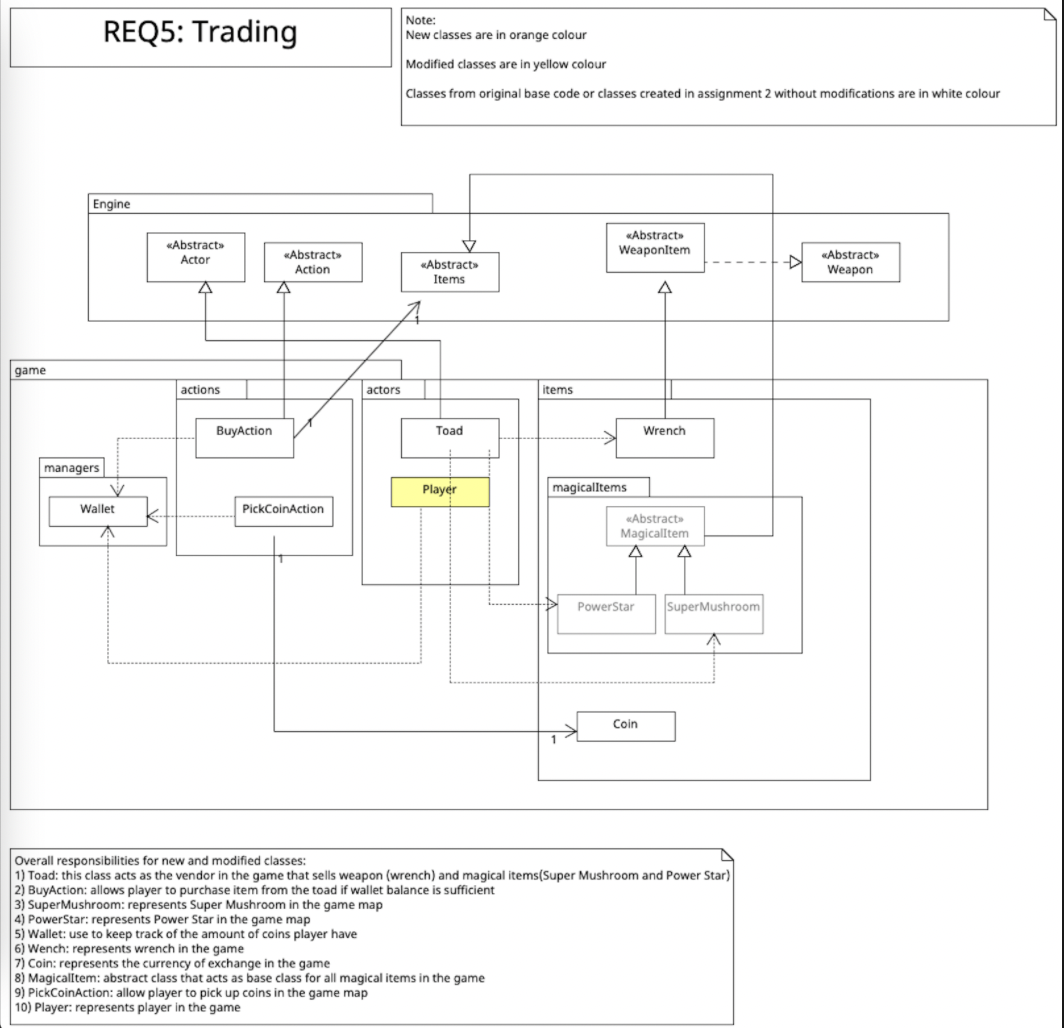 REQ5: Trading
Note:
New classes are in orange colour
Modified classes are in yellow colour
Classes from original base code or classes created in assignment 2 without modifications are in white colour
Engine
«Abstract»
Actor
«Abstract»
Action
«Abstract»
Items
«Abstract»
WeaponItem
«Abstract»
Weapon
1
game
actions
actors
items
BuyAction
1
Toad
Wrench
managers
Player
magicalItems
Wallet
PickCoinAction
«Abstract»
MagicalItem
1
PowerStar
SuperMushroom
Coin
1
Overall responsibilities for new and modified classes:
1) Toad: this class acts as the vendor in the game that sells weapon (wrench) and magical items(Super Mushroom and Power Star)
2) BuyAction: allows player to purchase item from the toad if wallet balance is sufficient
3) SuperMushroom: represents Super Mushroom in the game map
4) PowerStar: represents Power Star in the game map
5) Wallet: use to keep track of the amount of coins player have
6) Wench: represents wrench in the game
7) Coin: represents the currency of exchange in the game
8) MagicalItem: abstract class that acts as base class for all magical items in the game
9) PickCoinAction: allow player to pick up coins in the game map
10) Player: represents player in the game